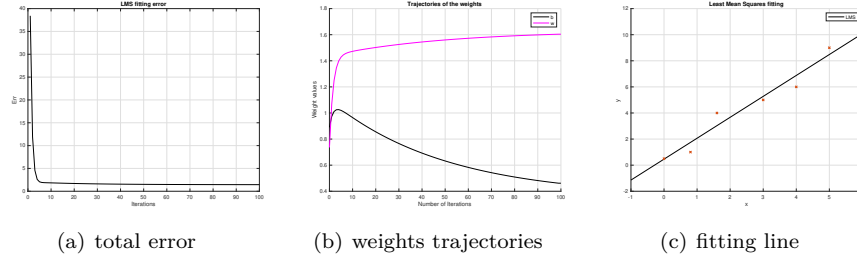 LMS fitting error
40
35
30
25
20
15
10
5
0
Err
0 10 20 30 40 50 60 70 80 90 100
Iterations
(a) total error
Trajectories of the weights
1.8
1.6
1.4
1.2
1
0.8
0.6
0.4
Weight values
b
w
0 10 20 30 40 50 60 70 80 90 100
Number of Iterations
(b) weights trajectories
Least Mean Squares fitting
12
10
8
6
4
2
0
-2
y
LMS
-1 0 1 2 3 4 5
x
(c) fitting line